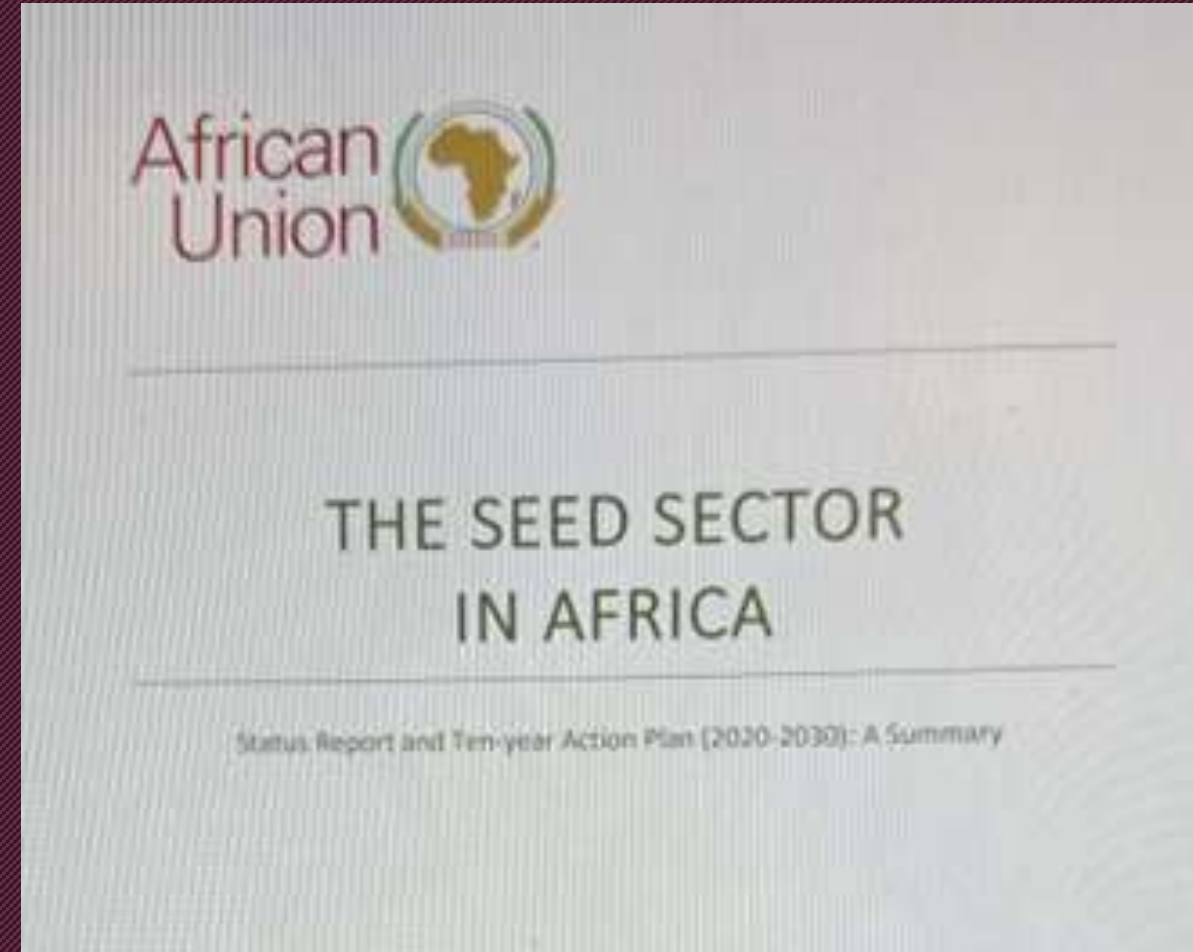 African
Union
THE SEED SECTOR
IN AFRICA
Status Report and Ten-year Action Plan (2020-2030): A Summary